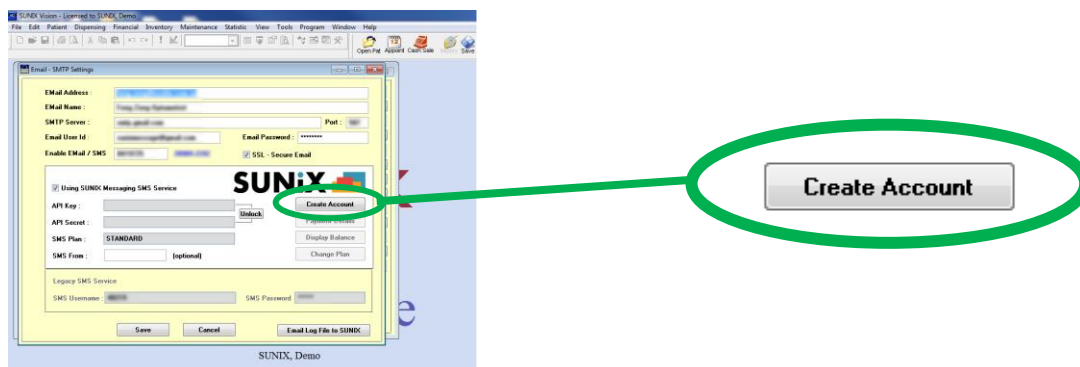 SUNIX Vision - Licensed to SUNIX, Demo
File Edit Patient Dispensing Financial Inventory Maintenance Statistic View Tools Program Window Help
Open Pat Appoint Cash Sale Save
Email - SMTP Settings
EMail Address :
EMail Name :
SMTP Server : Port :
Email User Id : Email Password : ********
Enable EMail / SMS SSL - Secure Email
Using SUNIX Messaging SMS Service SUNiX
API Key : Create Account
Unlock
API Secret : Payment Details
SMS Plan : STANDARD Display Balance
SMS From : (optional) Change Plan
Legacy SMS Service
SMS Username : SMS Password
Save Cancel Email Log File to SUNIX
e
SUNIX, Demo
Create Account